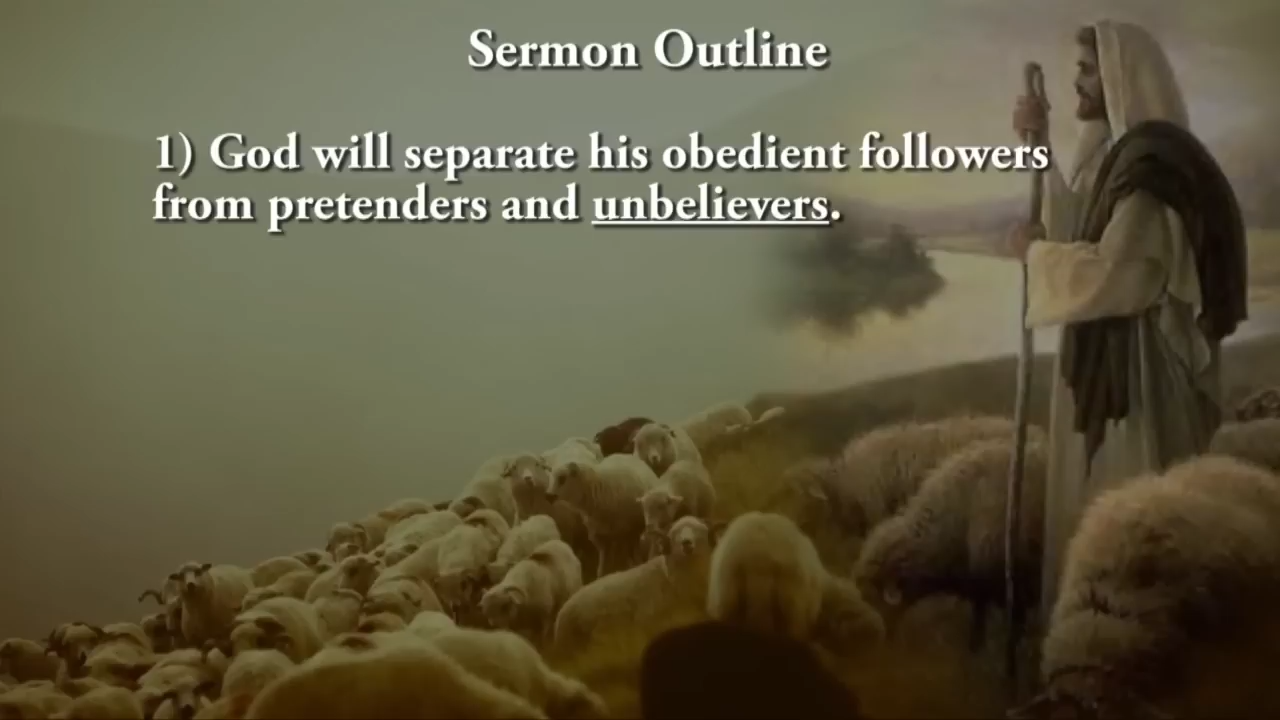 Sermon Outline
1) God will separate his obedient followers
from pretenders and unbelievers.